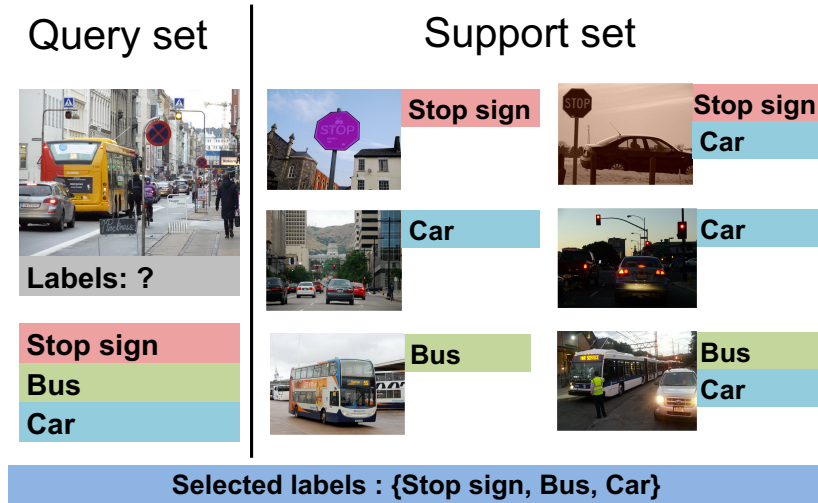 Query set
Support set
Stop sign
STOP
Stop sign
STOP
Car
Car
Car
Labels: ?
Stop sign
Bus
Car
Bus
Bus
Car
Selected labels : {Stop sign, Bus, Car}